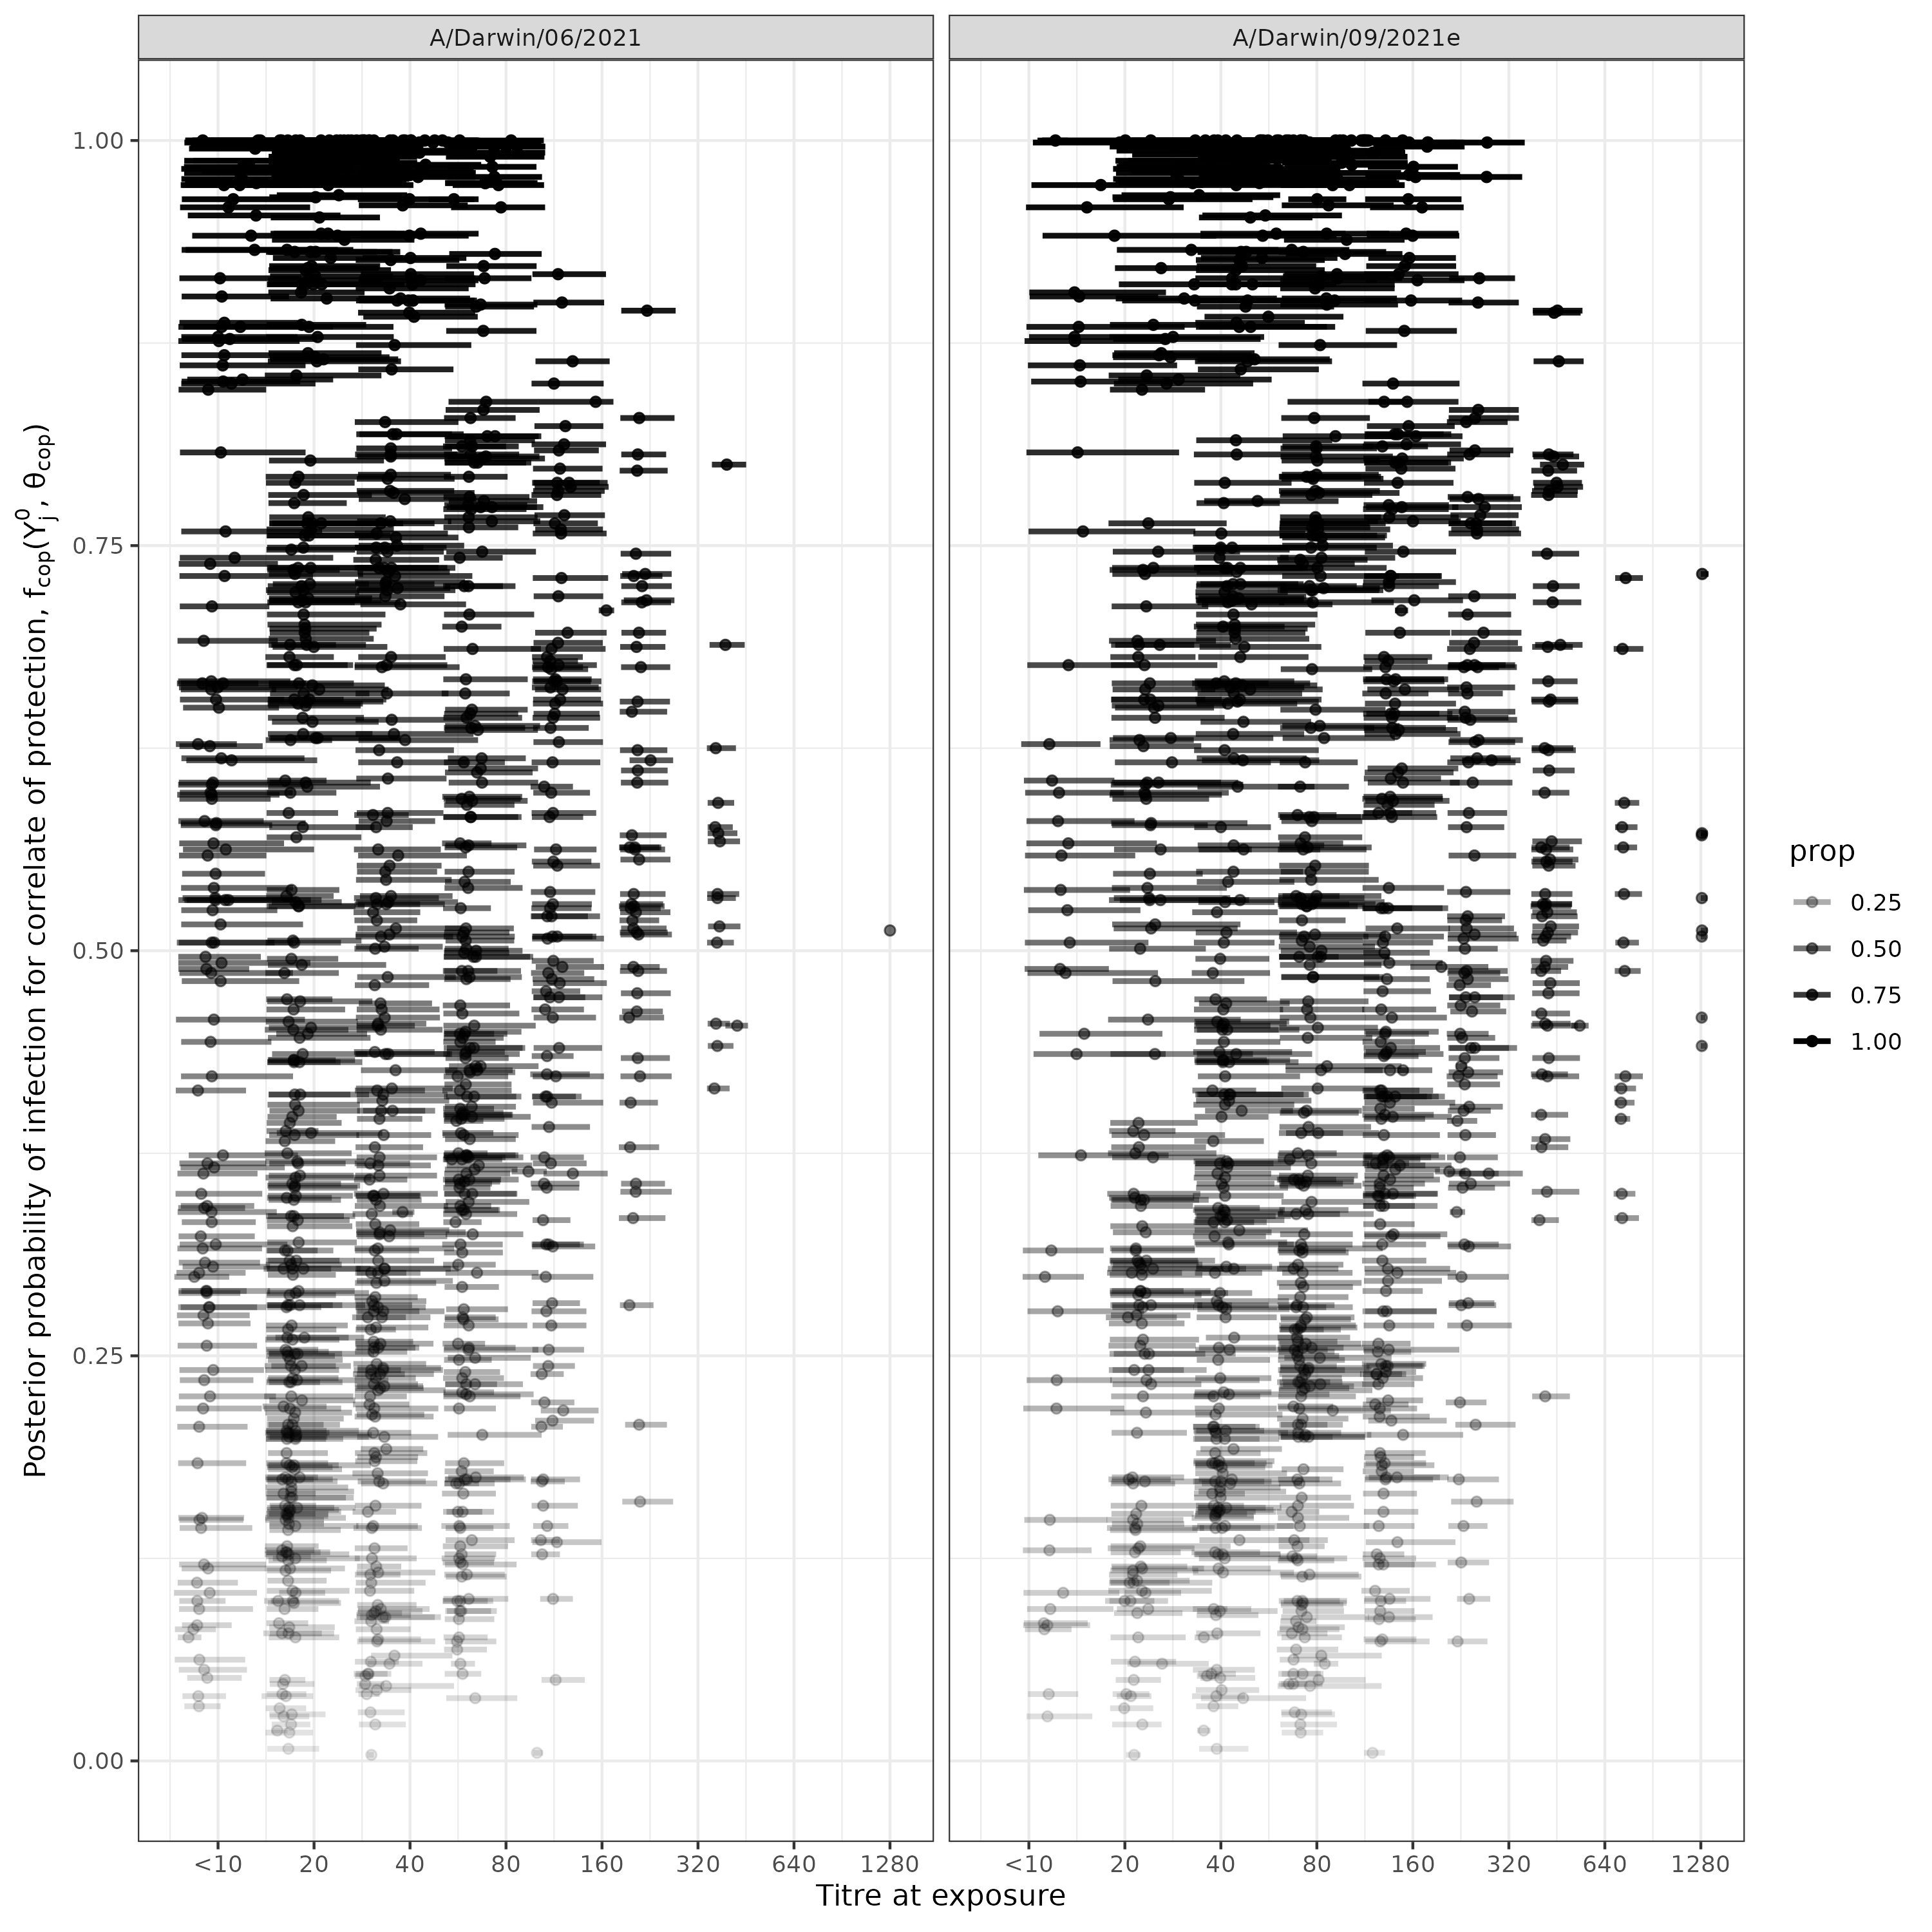 A/Darwin/06/2021
A/Darwin/09/2021e
Posterior probability of infection for correlate of protection, f_cop(Y_j^0, θ_cop)
1.00
0.75
0.50
0.25
0.00
<10 20 40 80 160 320 640 1280
<10 20 40 80 160 320 640 1280
Titre at exposure
prop
0.25
0.50
0.75
1.00